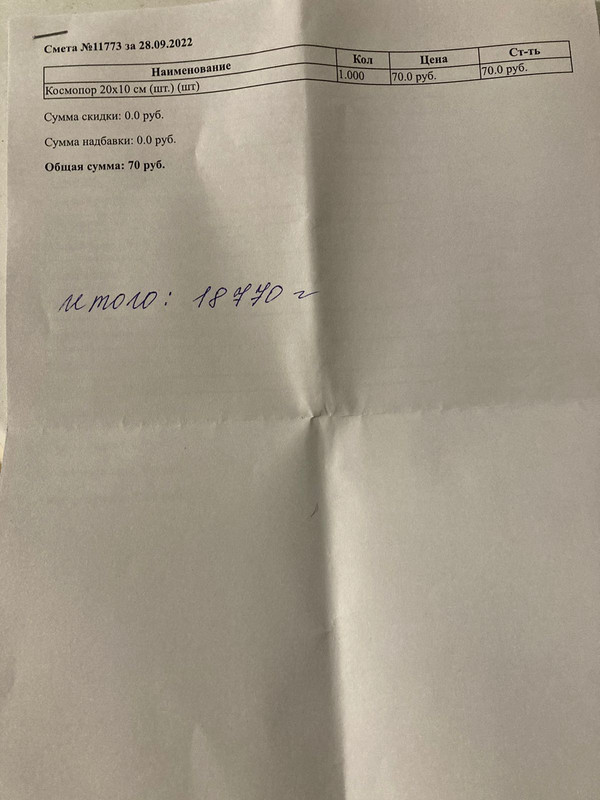 Смета №11773 за 28.09.2022
Наименование Кол Цена Ст-ть
Космопор 20х10 см (шт.) (шт) 1.000 70.0 руб. 70.0 руб.
Сумма скидки: 0.0 руб.
Сумма надбавки: 0.0 руб.
Общая сумма: 70 руб.
итого: 18770